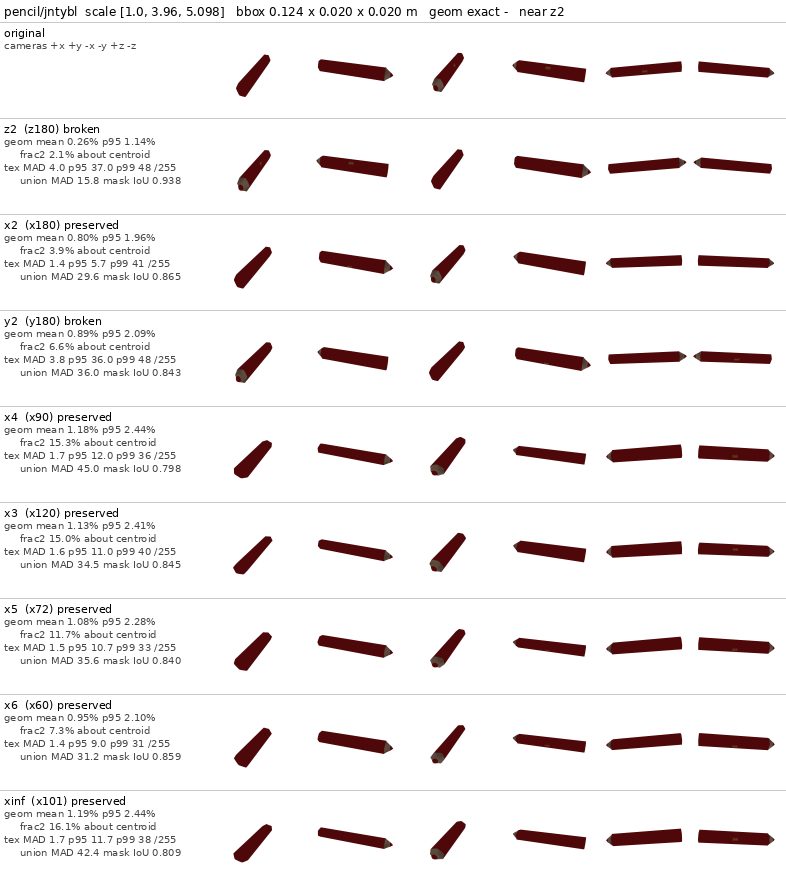 pencil/jntybl  scale [1.0, 3.96, 5.098]   bbox 0.124 x 0.020 x 0.020 m   geom exact -   near z2
original
cameras +x +y -x -y +z -z
z2  (z180) broken
geom mean 0.26% p95 1.14%
frac2 2.1% about centroid
tex MAD 4.0 p95 37.0 p99 48 /255
union MAD 15.8 mask IoU 0.938
x2  (x180) preserved
geom mean 0.80% p95 1.96%
frac2 3.9% about centroid
tex MAD 1.4 p95 5.7 p99 41 /255
union MAD 29.6 mask IoU 0.865
y2  (y180) broken
geom mean 0.89% p95 2.09%
frac2 6.6% about centroid
tex MAD 3.8 p95 36.0 p99 48 /255
union MAD 36.0 mask IoU 0.843
x4  (x90) preserved
geom mean 1.18% p95 2.44%
frac2 15.3% about centroid
tex MAD 1.7 p95 12.0 p99 36 /255
union MAD 45.0 mask IoU 0.798
x3  (x120) preserved
geom mean 1.13% p95 2.41%
frac2 15.0% about centroid
tex MAD 1.6 p95 11.0 p99 40 /255
union MAD 34.5 mask IoU 0.845
x5  (x72) preserved
geom mean 1.08% p95 2.28%
frac2 11.7% about centroid
tex MAD 1.5 p95 10.7 p99 33 /255
union MAD 35.6 mask IoU 0.840
x6  (x60) preserved
geom mean 0.95% p95 2.10%
frac2 7.3% about centroid
tex MAD 1.4 p95 9.0 p99 31 /255
union MAD 31.2 mask IoU 0.859
xinf  (x101) preserved
geom mean 1.19% p95 2.44%
frac2 16.1% about centroid
tex MAD 1.7 p95 11.7 p99 38 /255
union MAD 42.4 mask IoU 0.809